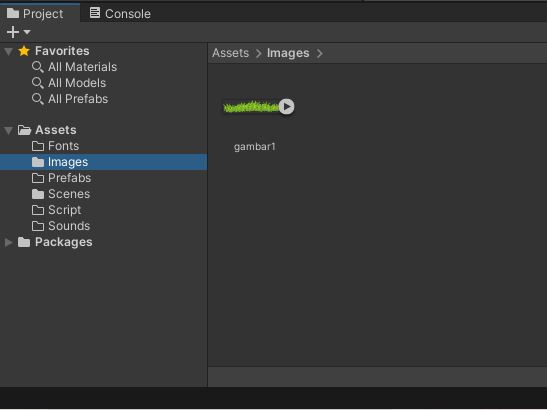 Project
Console
Favorites
All Materials
All Models
All Prefabs
Assets
Fonts
Images
Prefabs
Scenes
Script
Sounds
Packages
Assets > Images >
gambar1